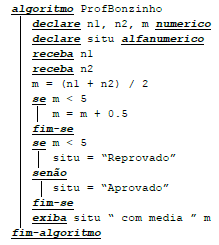 algoritmo ProfBonzinho
declare n1, n2, m numerico
declare situ alfanumerico
receba n1
receba n2
m = (n1 + n2) / 2
se m < 5
m = m + 0.5
fim-se
se m < 5
situ = “Reprovado”
senão
situ = “Aprovado”
fim-se
exiba situ “ com media ” m
fim-algoritmo